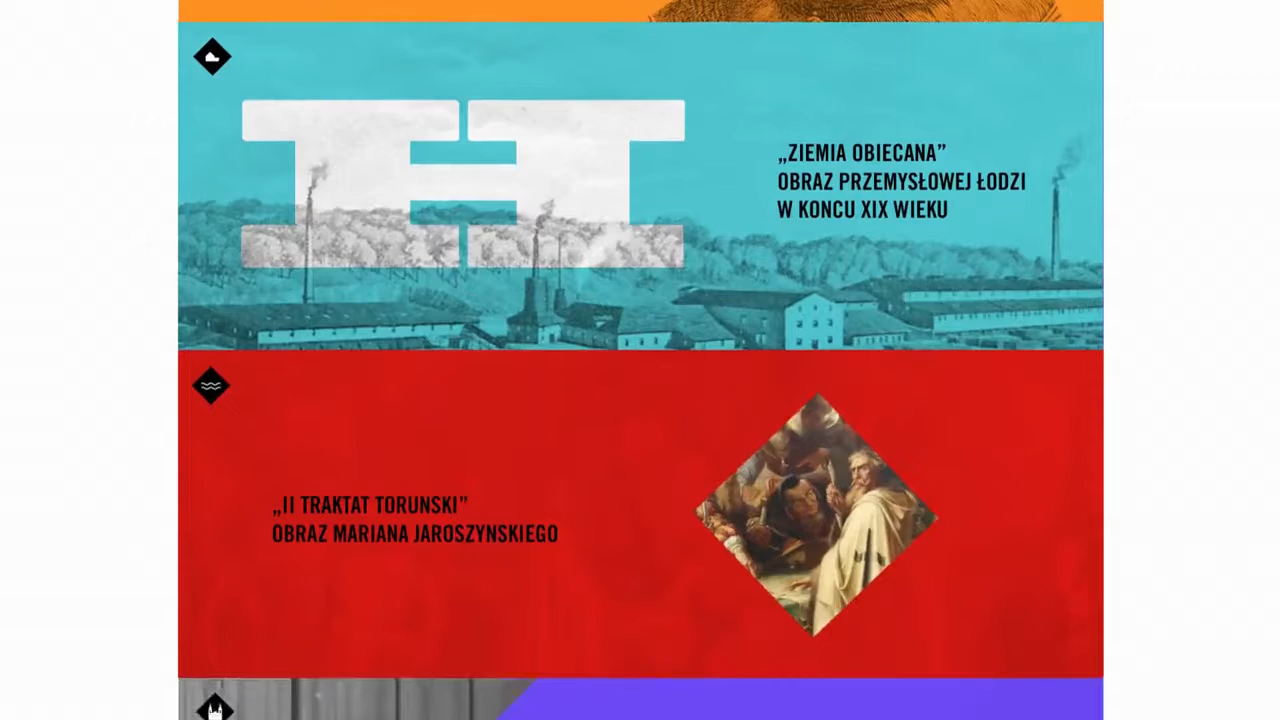 H
„ZIEMIA OBIECANA”
OBRAZ PRZEMYSŁOWEJ ŁODZI
W KONCU XIX WIEKU
„II TRAKTAT TORUNSKI”
OBRAZ MARIANA JAROSZYNSKIEGO